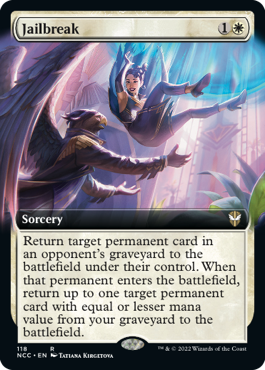 Jailbreak 1
Sorcery
Return target permanent card in
an opponent's graveyard to the
battlefield under their control. When
that permanent enters the battlefield,
return up to one target permanent
card with equal or lesser mana
value from your graveyard to the
battlefield.
118 R
NCC • EN Tatiana Kirgetova
™ & © 2022 Wizards of the Coast